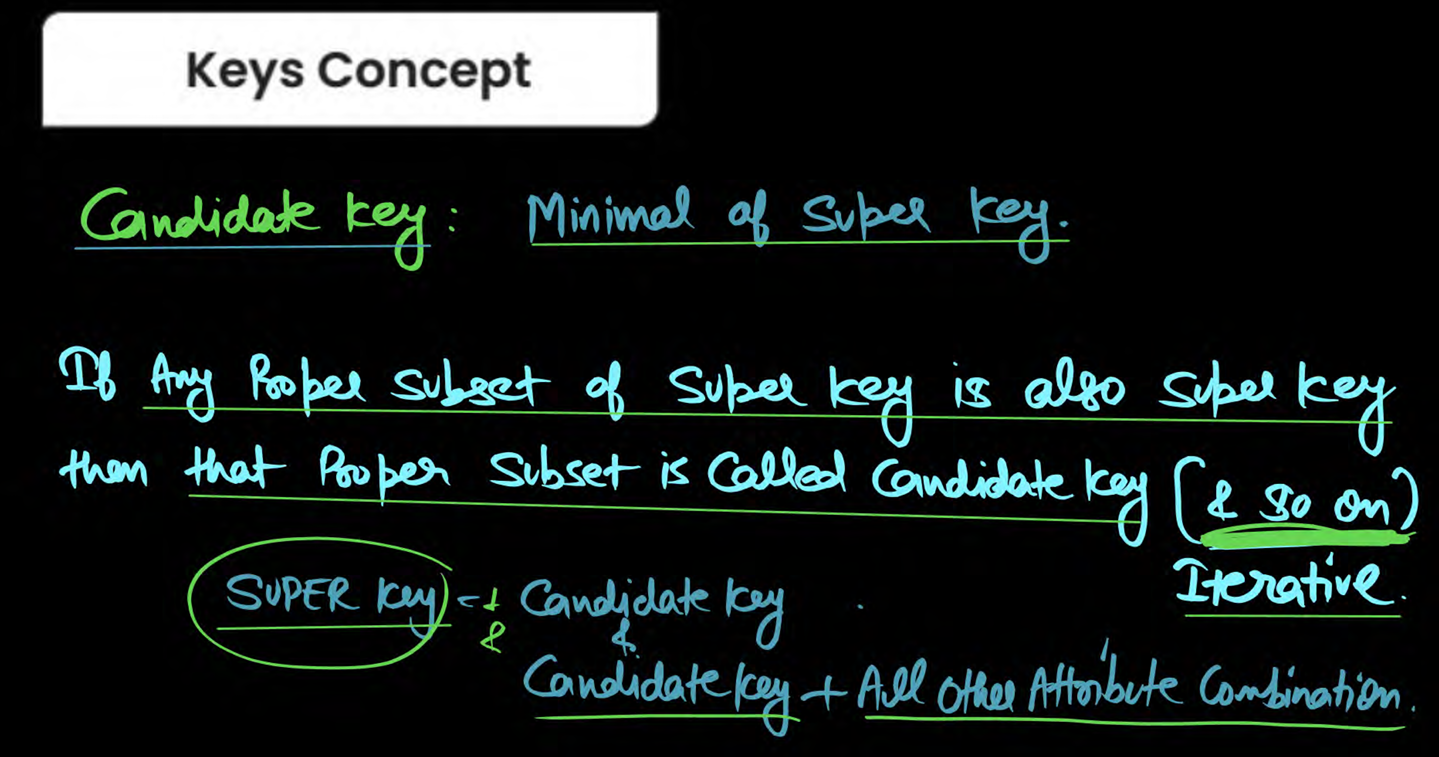 Keys Concept
Candidate key : Minimal of Super key.
If Any Proper subset of Super key is also super key
then that Proper Subset is Called Candidate key (& so on)
Iterative.
SUPER key = Candidate key
& &
Candidate key + All other Attribute Combination.